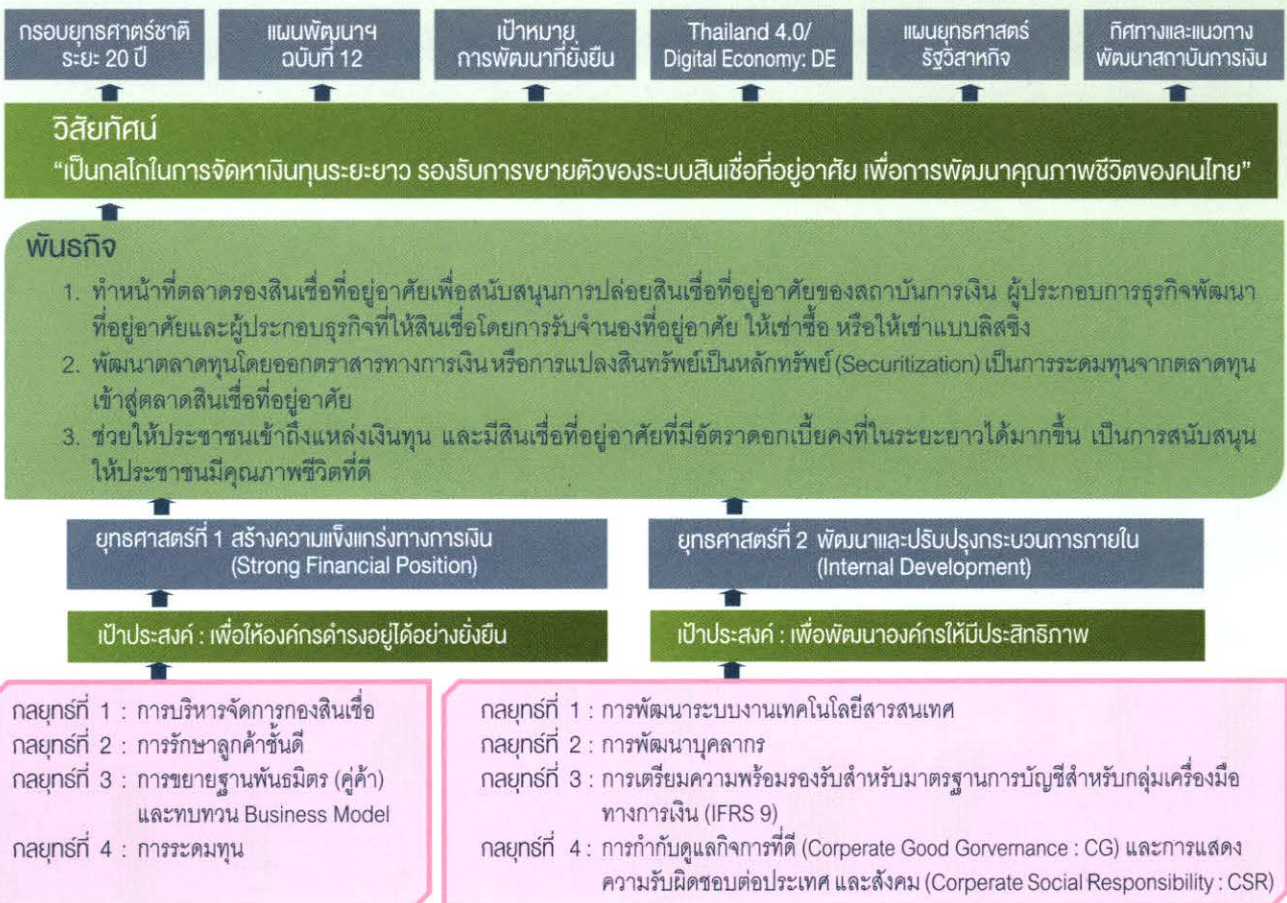 กรอบยุทธศาตร์ชาติ
ระยะ 20 ปี
แผนพัฒนาฯ
ฉบับที่ 12
เป้าหมาย
การพัฒนาที่ยั่งยืน
Thailand 4.0/
Digital Economy: DE
แผนยุทธศาสตร์
รัฐวิสาหกิจ
ทิศทางและแนวทาง
พัฒนาสถาบันการเงิน
วิสัยทัศน์
“เป็นกลไกในการจัดหาเงินทุนระยะยาว รองรับการขยายตัวของระบบสินเชื่อที่อยู่อาศัย เพื่อการพัฒนาคุณภาพชีวิตของคนไทย”
พันธกิจ
1. ทำหน้าที่ตลาดรองสินเชื่อที่อยู่อาศัยเพื่อสนับสนุนการปล่อยสินเชื่อที่อยู่อาศัยของสถาบันการเงิน ผู้ประกอบการธุรกิจพัฒนา
ที่อยู่อาศัยและผู้ประกอบธุรกิจที่ให้สินเชื่อโดยการรับจำนองที่อยู่อาศัย ให้เช่าซื้อ หรือให้เช่าแบบลิสซิ่ง
2. พัฒนาตลาดทุนโดยออกตราสารทางการเงิน หรือการแปลงสินทรัพย์เป็นหลักทรัพย์ (Securitization) เป็นการระดมทุนจากตลาดทุน
เข้าสู่ตลาดสินเชื่อที่อยู่อาศัย
3. ช่วยให้ประชาชนเข้าถึงแหล่งเงินทุน และมีสินเชื่อที่อยู่อาศัยที่มีอัตราดอกเบี้ยคงที่ในระยะยาวได้มากขึ้น เป็นการสนับสนุน
ให้ประชาชนมีคุณภาพชีวิตที่ดี
ยุทธศาสตร์ที่ 1 สร้างความแข็งแกร่งทางการเงิน
(Strong Financial Position)
เป้าประสงค์ : เพื่อให้องค์กรดำรงอยู่ได้อย่างยั่งยืน
กลยุทธ์ที่ 1 : การบริหารจัดการกองสินเชื่อ
กลยุทธ์ที่ 2 : การรักษาลูกค้าชั้นดี
กลยุทธ์ที่ 3 : การขยายฐานพันธมิตร (คู่ค้า)
และทบทวน Business Model
กลยุทธ์ที่ 4 : การระดมทุน
ยุทธศาสตร์ที่ 2 พัฒนาและปรับปรุงกระบวนการภายใน
(Internal Development)
เป้าประสงค์ : เพื่อพัฒนาองค์กรให้มีประสิทธิภาพ
กลยุทธ์ที่ 1 : การพัฒนาระบบงานเทคโนโลยีสารสนเทศ
กลยุทธ์ที่ 2 : การพัฒนาบุคลากร
กลยุทธ์ที่ 3 : การเตรียมความพร้อมรองรับสำหรับมาตรฐานการบัญชีสำหรับกลุ่มเครื่องมือ
ทางการเงิน (IFRS 9)
กลยุทธ์ที่ 4 : การกำกับดูแลกิจการที่ดี (Corperate Good Gorvernance : CG) และการแสดง
ความรับผิดชอบต่อประเทศ และสังคม (Corperate Social Responsibility : CSR)